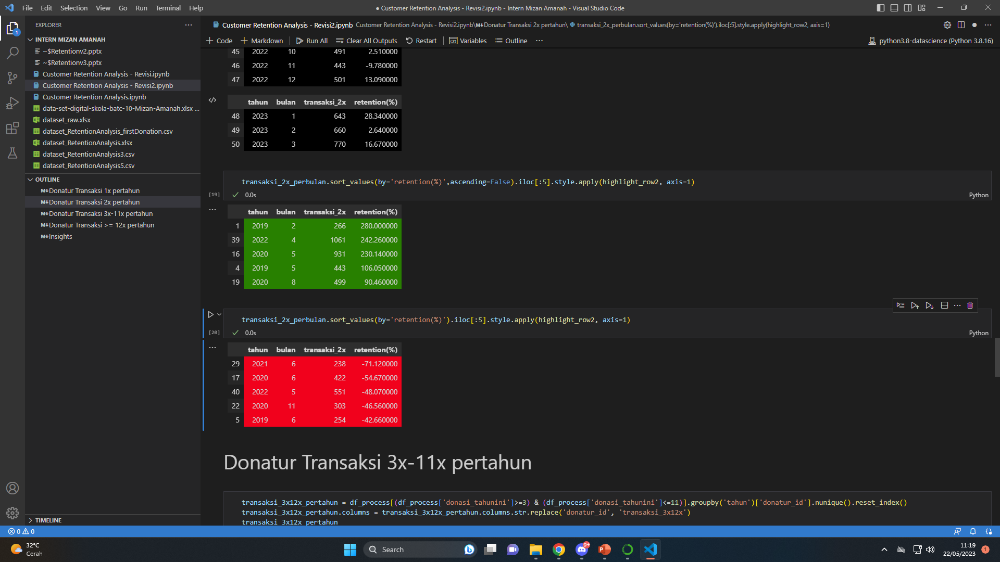 File Edit Selection View Go Run Terminal Help
● Customer Retention Analysis - Revisi2.ipynb - Intern Mizan Amanah - Visual Studio Code
EXPLORER
INTERN MIZAN AMANAH
~$Retentionv2.pptx
~$Retentionv3.pptx
Customer Retention Analysis - Revisi.ipynb
Customer Retention Analysis - Revisi2.ipynb
Customer Retention Analysis.ipynb
data-set-digital-skola-batc-10-Mizan-Amanah.xlsx ...
dataset_raw.xlsx
dataset_RetentionAnalysis_firstDonation.csv
dataset_RetentionAnalysis.xlsx
dataset_RetentionAnalysis3.csv
dataset_RetentionAnalysis5.csv
OUTLINE
M↓Donatur Transaksi 1x pertahun
M↓Donatur Transaksi 2x pertahun
M↓Donatur Transaksi 3x-11x pertahun
M↓Donatur Transaksi >= 12x pertahun
M↓Insights
TIMELINE
1
Customer Retention Analysis - Revisi2.ipynb Customer Retention Analysis - Revisi2.ipynb\M↓Donatur Transaksi 2x pertahun\ transaksi_2x_perbulan.sort_values(by='retention(%)').iloc[:5].style.apply(highlight_row2, axis=1)
+ Code + Markdown Run All Clear All Outputs Restart Variables Outline ...
python3.8-datascience (Python 3.8.16)
45 2022 10 491 2.510000
46 2022 11 443 -9.780000
47 2022 12 501 13.090000
tahun bulan transaksi_2x retention(%)
48 2023 1 643 28.340000
49 2023 2 660 2.640000
50 2023 3 770 16.670000
transaksi_2x_perbulan.sort_values(by='retention(%)',ascending=False).iloc[:5].style.apply(highlight_row2, axis=1)
[19] ✓ 0.0s Python
tahun bulan transaksi_2x retention(%)
1 2019 2 266 280.000000
39 2022 4 1061 242.260000
16 2020 5 931 230.140000
4 2019 5 443 106.050000
19 2020 8 499 90.460000
transaksi_2x_perbulan.sort_values(by='retention(%)').iloc[:5].style.apply(highlight_row2, axis=1)
[20] ✓ 0.0s Python
tahun bulan transaksi_2x retention(%)
29 2021 6 238 -71.120000
17 2020 6 422 -54.670000
40 2022 5 551 -48.070000
22 2020 11 303 -46.560000
5 2019 6 254 -42.660000
Donatur Transaksi 3x-11x pertahun
transaksi_3x12x_pertahun = df_process[(df_process['donasi_tahunini']>=3) & (df_process['donasi_tahunini']<=11)].groupby('tahun')['donatur_id'].nunique().reset_index()
transaksi_3x12x_pertahun.columns = transaksi_3x12x_pertahun.columns.str.replace('donatur_id', 'transaksi_3x12x')
transaksi_3x12x_pertahun
0 0
32°C
Cerah
Search
9+
11:19
22/05/2023
1